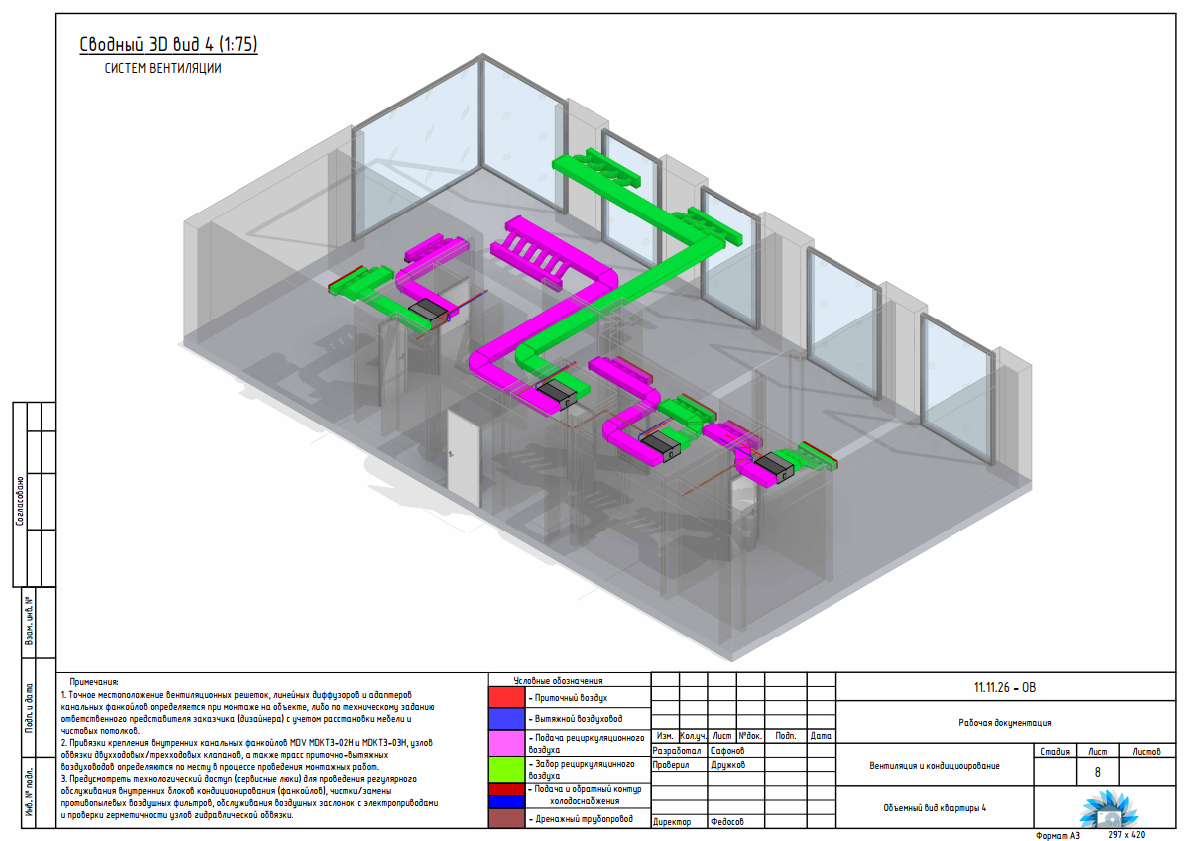 Сводный 3D вид 4 (1:75)
СИСТЕМ ВЕНТИЛЯЦИИ
Согласовано
Взам. инв. №
Подп. и дата
Инв. № подл.
Примечания:
1. Точное местоположение вентиляционных решеток, линейных диффузоров и адаптеров
канальных фанкойлов определяется при монтаже на объекте, либо по техническому заданию
ответственного представителя заказчика (дизайнера) с учетом расстановки мебели и
чистовых потолков.
2. Привязки крепления внутренних канальных фанкойлов MDV MDKT3-02H и MDKT3-03H, узлов
обвязки двухходовых/трехходовых клапанов, а также трасс приточно-вытяжных
воздуховодов определяются по месту в процессе проведения монтажных работ.
3. Предусмотреть технологический доступ (сервисные люки) для проведения регулярного
обслуживания внутренних блоков кондиционирования (фанкойлов), чистки/замены
противопылевых воздушных фильтров, обслуживания воздушных заслонок с электроприводами
и проверки герметичности узлов гидравлической обвязки.
Условные обозначения
- Приточный воздух
- Вытяжной воздуховод
- Подача рециркуляционного
воздуха
- Забор рециркуляцинного
воздуха
- Подача и обратный контур
холодоснабжения
- Дренажный трубопровод
Изм. Кол.уч. Лист №док. Подп. Дата
Разработал Сафонов
Проверил Дружков
Директор Федосов
11.11.26 - ОВ
Рабочая документация
Вентиляция и кондициоирование
Стадия Лист Листов
8
Объемный вид квартиры 4
Формат А3 297 x 420